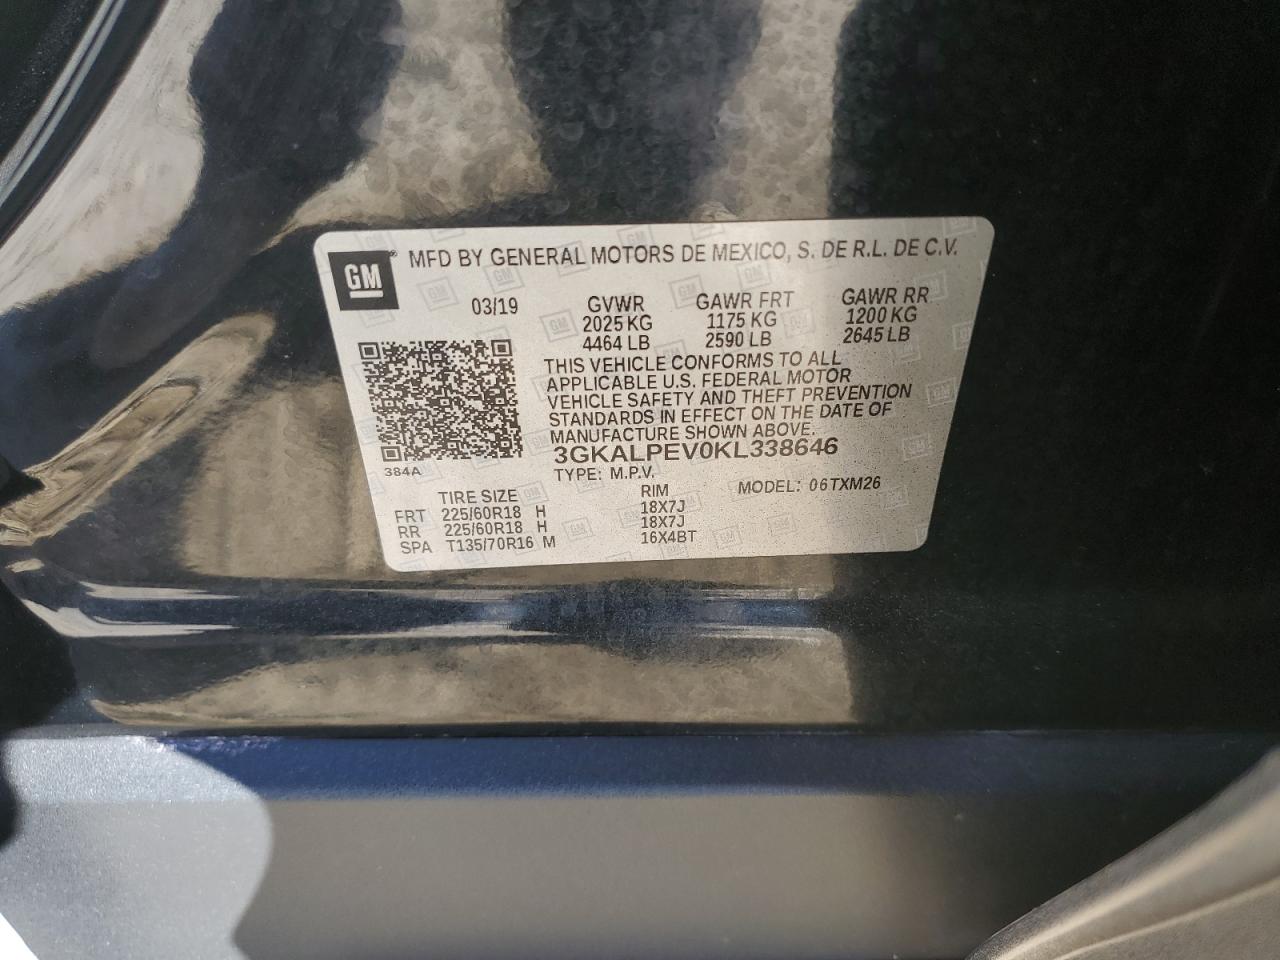 GM
MFD BY GENERAL MOTORS DE MEXICO, S. DE R.L. DE C.V.
03/19 GVWR GAWR FRT GAWR RR
2025 KG 1175 KG 1200 KG
4464 LB 2590 LB 2645 LB
THIS VEHICLE CONFORMS TO ALL
APPLICABLE U.S. FEDERAL MOTOR
VEHICLE SAFETY AND THEFT PREVENTION
STANDARDS IN EFFECT ON THE DATE OF
MANUFACTURE SHOWN ABOVE.
3GKALPEV0KL338646
384A
TYPE: M.P.V.
TIRE SIZE RIM MODEL: 06TXM26
FRT 225/60R18 H 18X7J
RR 225/60R18 H 18X7J
SPA T135/70R16 M 16X4BT